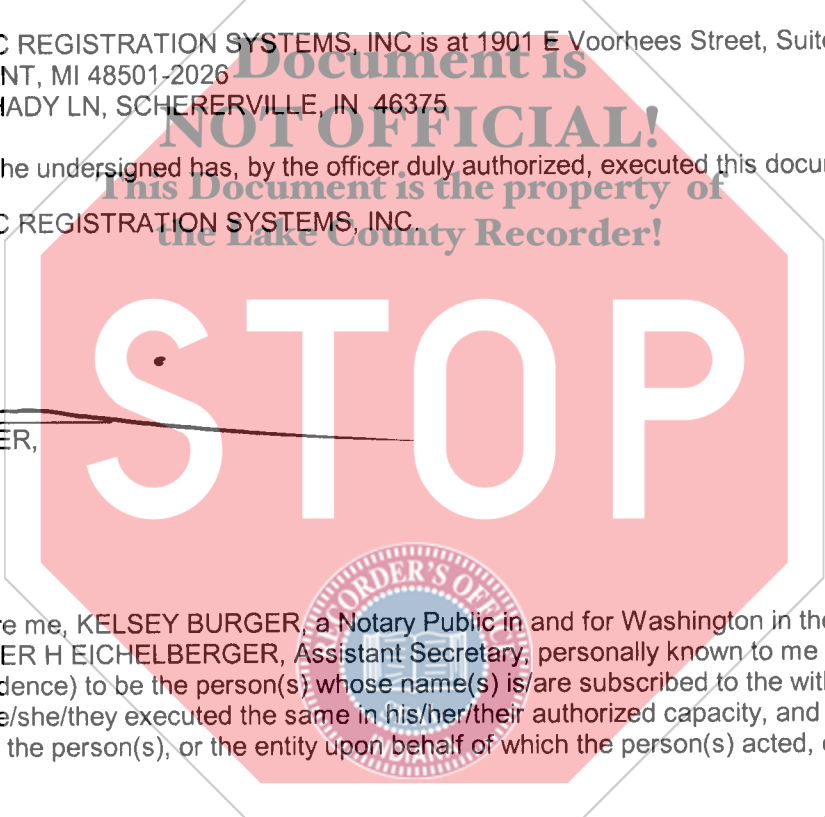 C REGISTRATION SYSTEMS, INC is at 1901 E Voorhees Street, Suite
Document is
NT, MI 48501-2026
HADY LN, SCHERERVILLE, IN 46375
NOT OFFICIAL!
he undersigned has, by the officer duly authorized, executed this docu
This Document is the property of
C REGISTRATION SYSTEMS, INC.
the Lake County Recorder!
STOP
ER,
RECORDER'S OFFICE
re me, KELSEY BURGER, a Notary Public in and for Washington in the
ER H EICHELBERGER, Assistant Secretary, personally known to me
dence) to be the person(s) whose name(s) is/are subscribed to the wit
e/she/they executed the same in his/her/their authorized capacity, and
the person(s), or the entity upon behalf of which the person(s) acted,